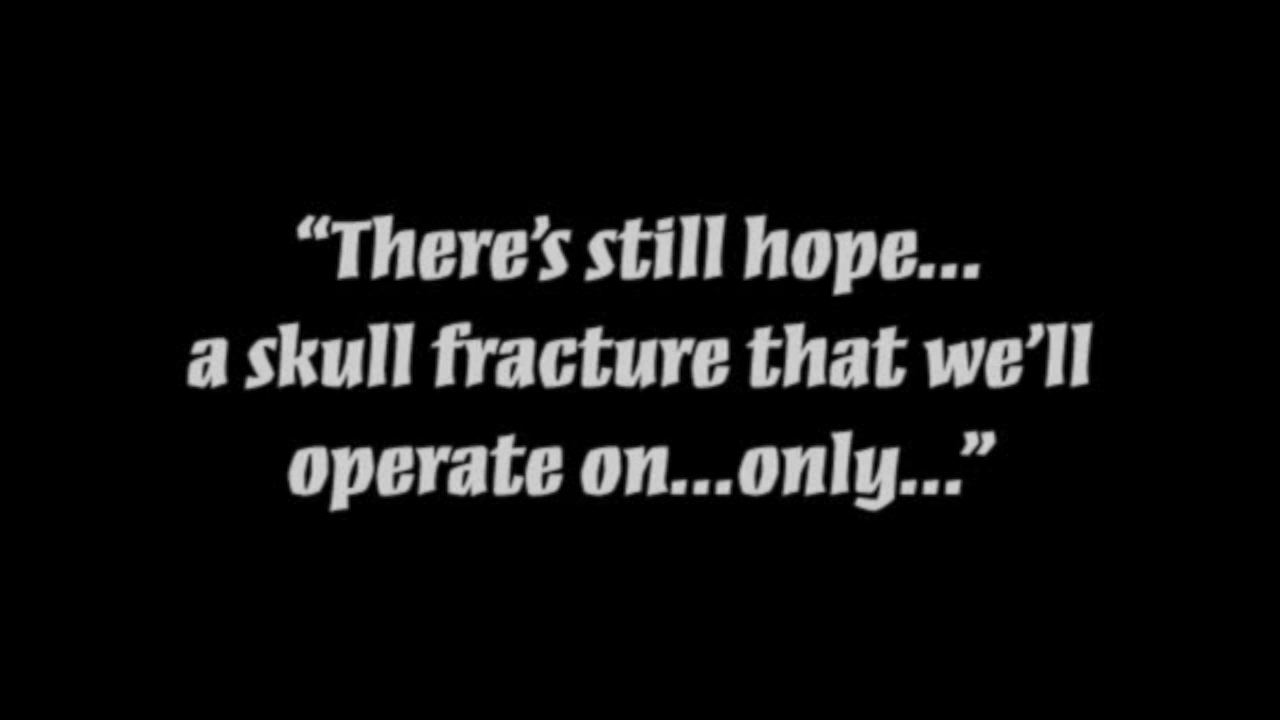 “There’s still hope...
a skull fracture that we’ll
operate on...only...”